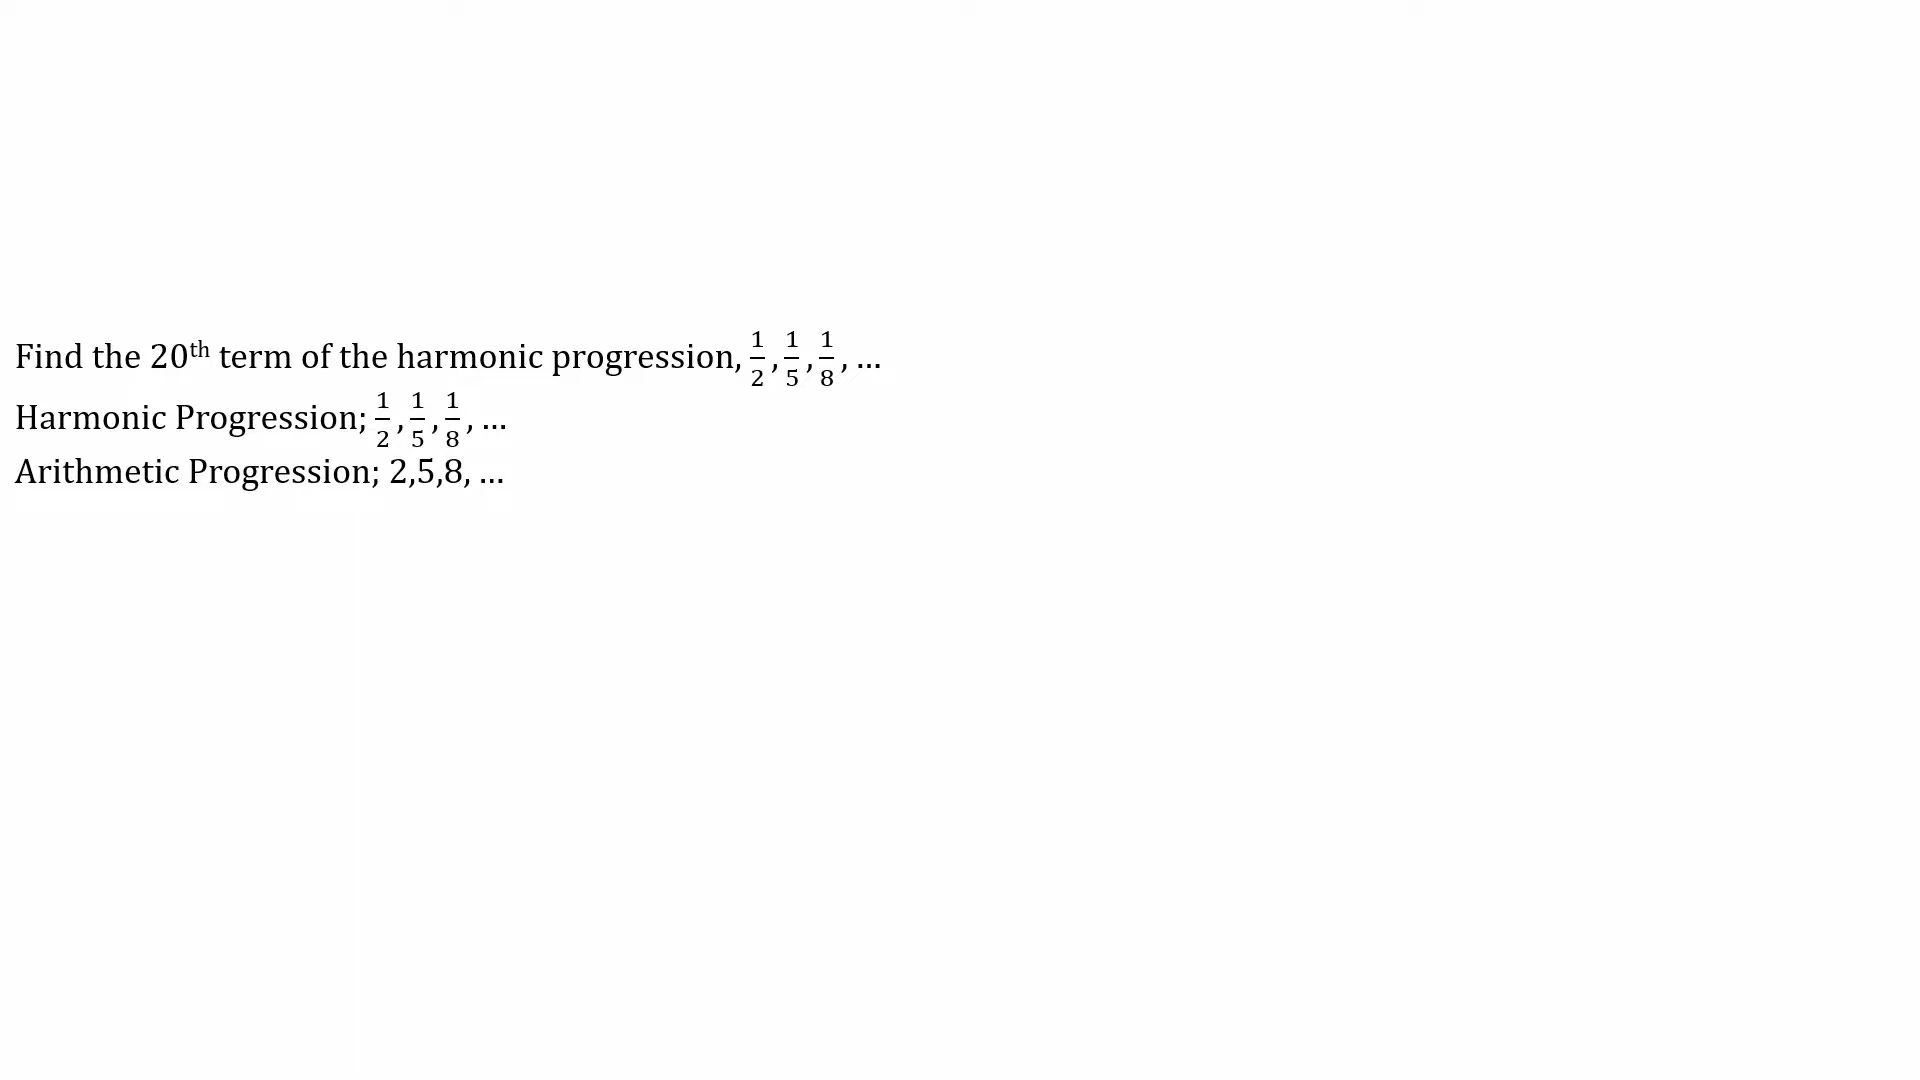 Find the 20th term of the harmonic progression, 1/2, 1/5, 1/8, ...
Harmonic Progression; 1/2, 1/5, 1/8, ...
Arithmetic Progression; 2,5,8, ...